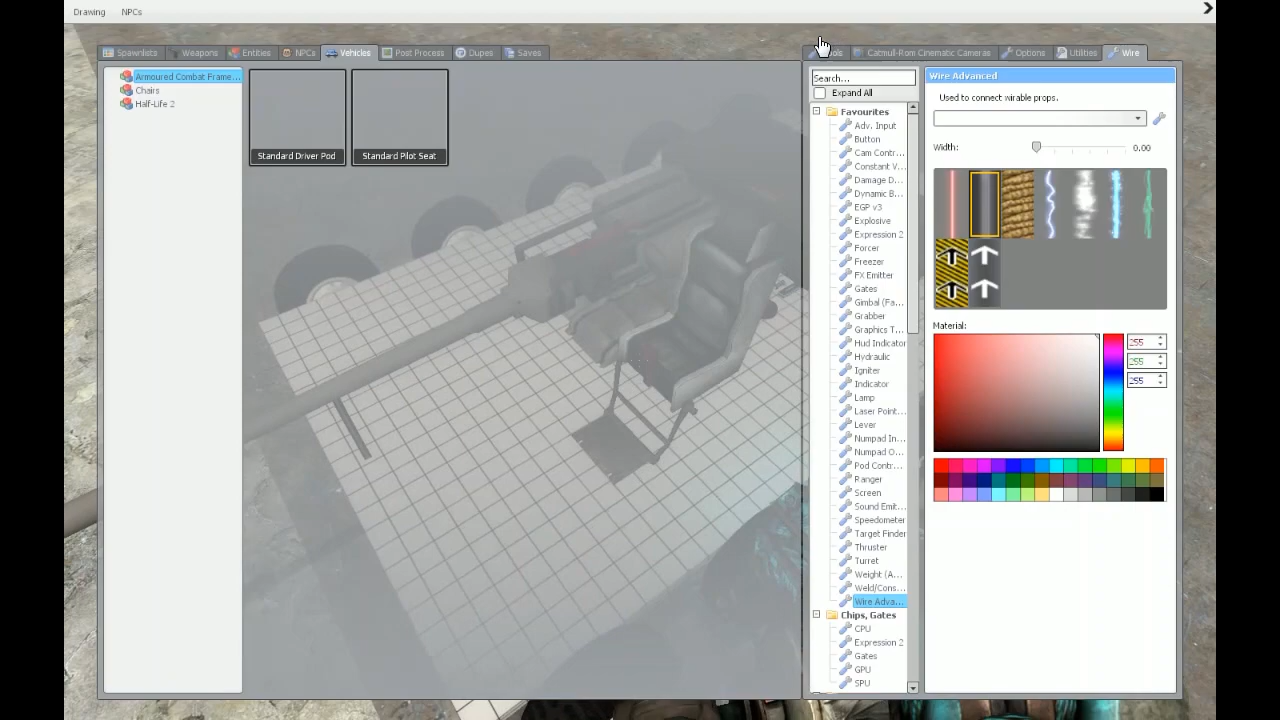 Drawing NPCs
Spawnlists Weapons Entities NPCs Vehicles Post Process Dupes Saves
Catmull-Rom Cinematic Cameras Options Utilities Wire
Armoured Combat Frame...
Chairs
Half-Life 2
Standard Driver Pod
Standard Pilot Seat
Search...
Expand All
Favourites
Adv. Input
Button
Cam Contr...
Constant V...
Damage D...
Dynamic B...
EGP v3
Explosive
Expression 2
Forcer
Freezer
FX Emitter
Gates
Gimbal (Fa...
Grabber
Graphics T...
Hud Indicator
Hydraulic
Igniter
Indicator
Lamp
Laser Point...
Lever
Numpad In...
Numpad O...
Pod Contr...
Ranger
Screen
Sound Emit...
Speedometer
Target Finder
Thruster
Turret
Weight (A...
Weld/Cons...
Wire Adva...
Chips, Gates
CPU
Expression 2
Gates
GPU
SPU
Wire Advanced
Used to connect wirable props.
Width: 0.00
Material:
255
255
255